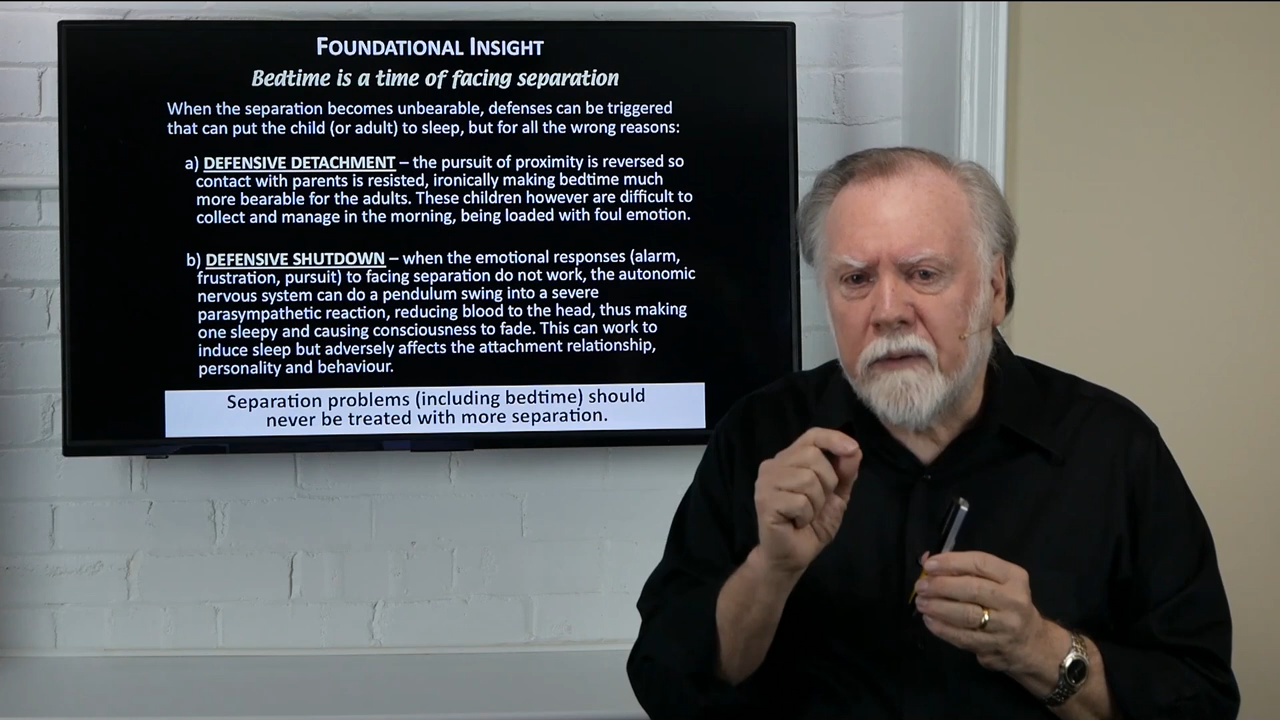 FOUNDATIONAL INSIGHT
Bedtime is a time of facing separation
When the separation becomes unbearable, defenses can be triggered
that can put the child (or adult) to sleep, but for all the wrong reasons:
a) DEFENSIVE DETACHMENT – the pursuit of proximity is reversed so
contact with parents is resisted, ironically making bedtime much
more bearable for the adults. These children however are difficult to
collect and manage in the morning, being loaded with foul emotion.
b) DEFENSIVE SHUTDOWN – when the emotional responses (alarm,
frustration, pursuit) to facing separation do not work, the autonomic
nervous system can do a pendulum swing into a severe
parasympathetic reaction, reducing blood to the head, thus making
one sleepy and causing consciousness to fade. This can work to
induce sleep but adversely affects the attachment relationship,
personality and behaviour.
Separation problems (including bedtime) should
never be treated with more separation.